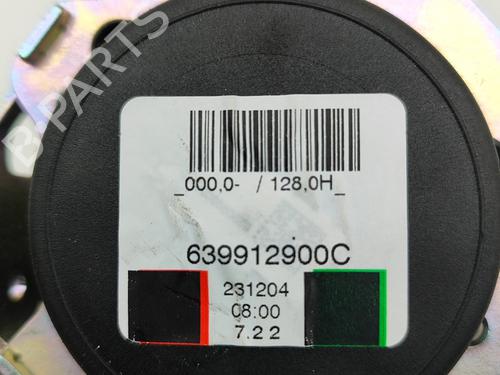 B-PARTS
_000,0- / 128,0H_
639912900C
231204
08:00
7.2 2